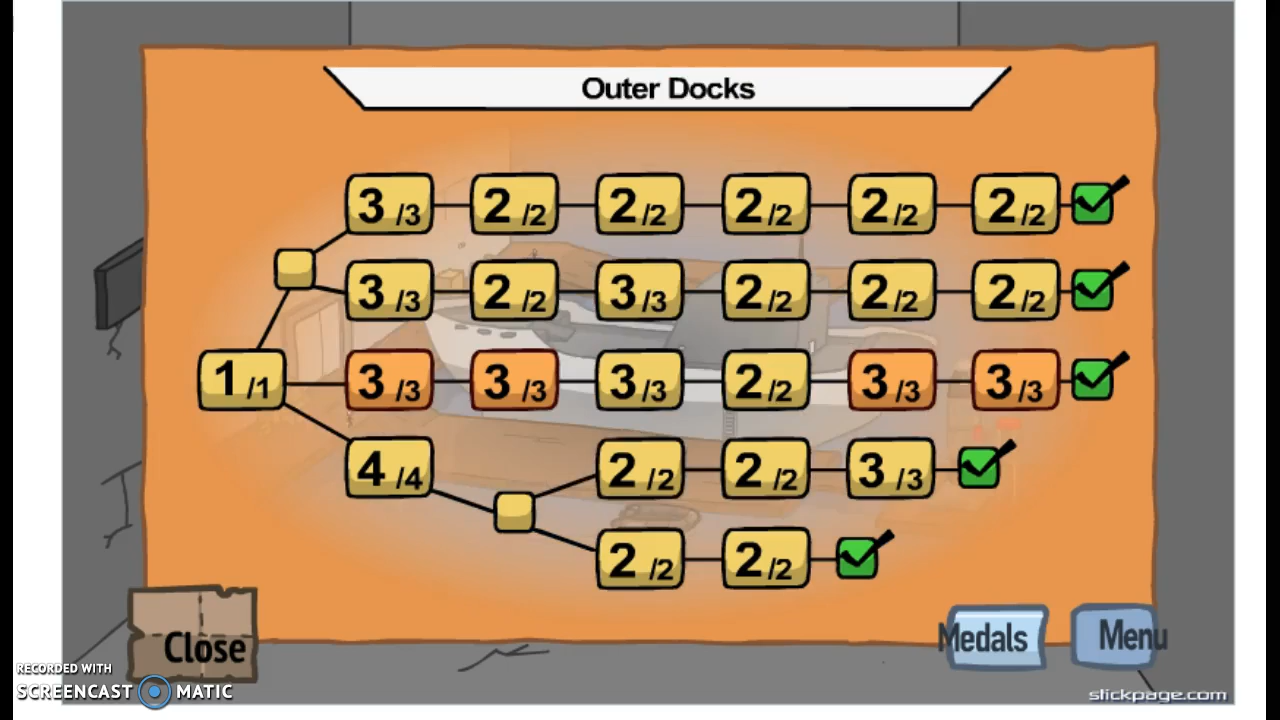 Outer Docks
3/3 2/2 2/2 2/2 2/2 2/2
3/3 2/2 3/3 2/2 2/2 2/2
1/1 3/3 3/3 3/3 2/2 3/3 3/3
4/4 2/2 2/2 3/3
2/2 2/2
Close
Medals
Menu
RECORDED WITH
SCREENCAST MATIC
slickpage.com